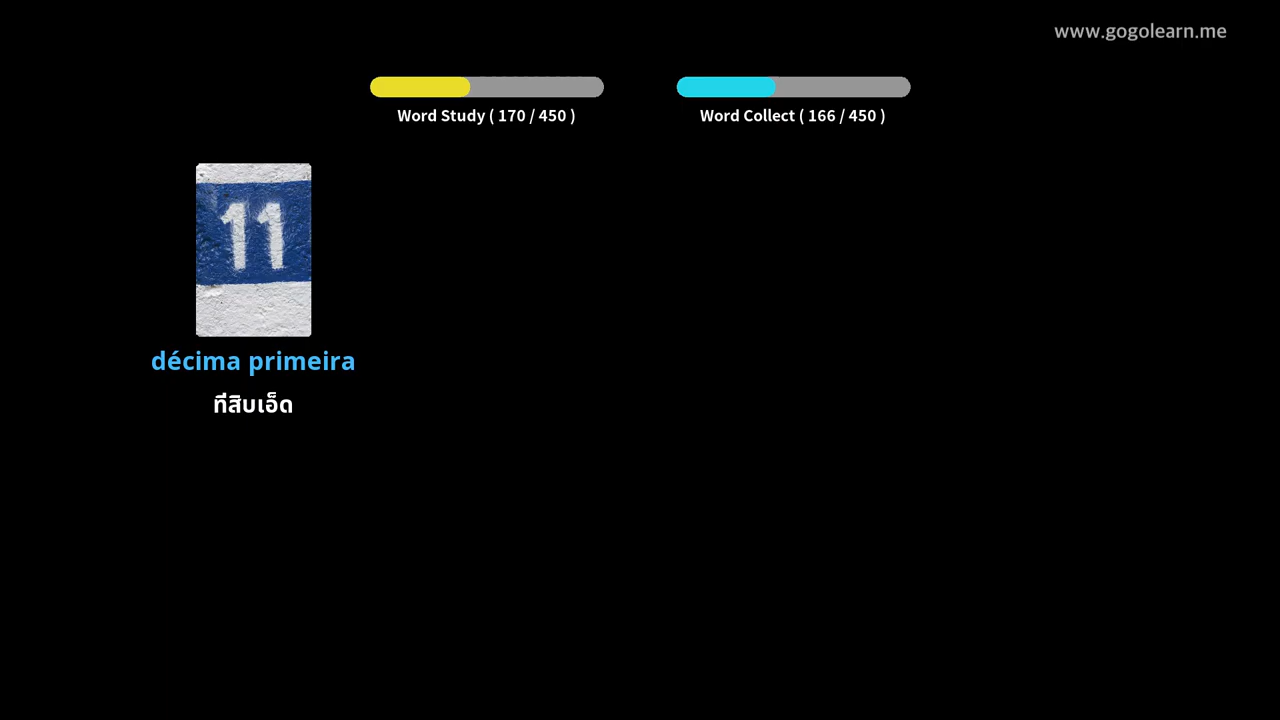 www.gogolearn.me
Word Study ( 170 / 450 )
Word Collect ( 166 / 450 )
11
décima primeira
ที่สิบเอ็ด